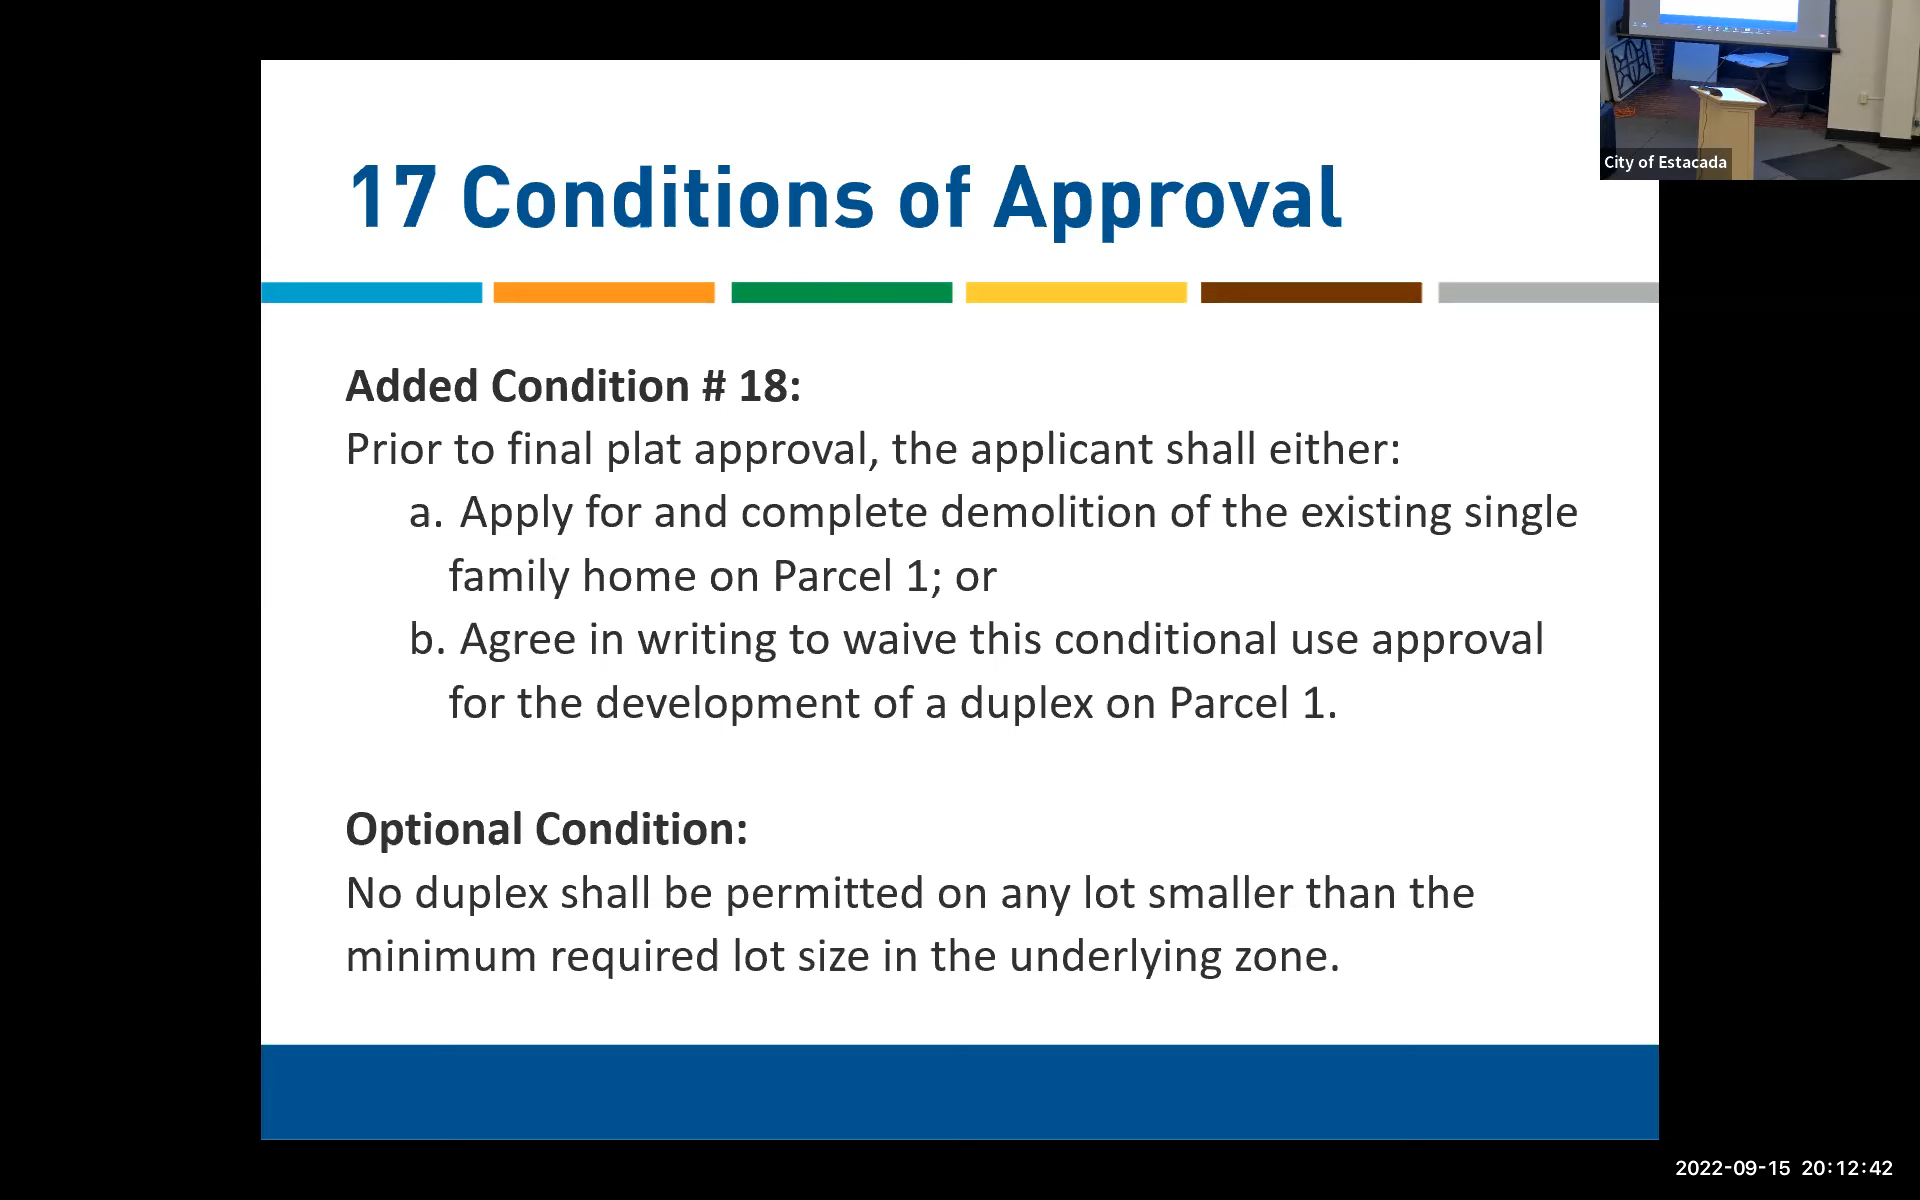 17 Conditions of Approval
City of Estacada
Added Condition # 18:
Prior to final plat approval, the applicant shall either:
a. Apply for and complete demolition of the existing single
family home on Parcel 1; or
b. Agree in writing to waive this conditional use approval
for the development of a duplex on Parcel 1.
Optional Condition:
No duplex shall be permitted on any lot smaller than the
minimum required lot size in the underlying zone.
2022-09-15 20:12:42